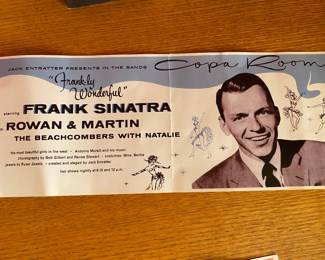 JACK ENTRATTER PRESENTS IN THE SANDS
Copa Room
"Frankly
Wonderful"
starring FRANK SINATRA
ROWAN & MARTIN
THE BEACHCOMBERS WITH NATALIE
the most beautiful girls in the west • Antonio Morelli and his music
choreography by Bob Gilbert and Renne Stewart • costumes: Mme. Berthe
jewels by Rosen Jewels • created and staged by Jack Entratter
two shows nightly at 8:15 and 12 p.m.